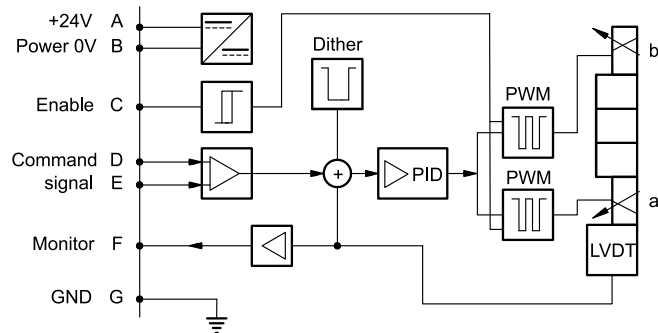 +24V A
Power 0V B
Dither
b
Enable C
PWM
Command D
signal E
+
PID
PWM
a
Monitor F
LVDT
GND G